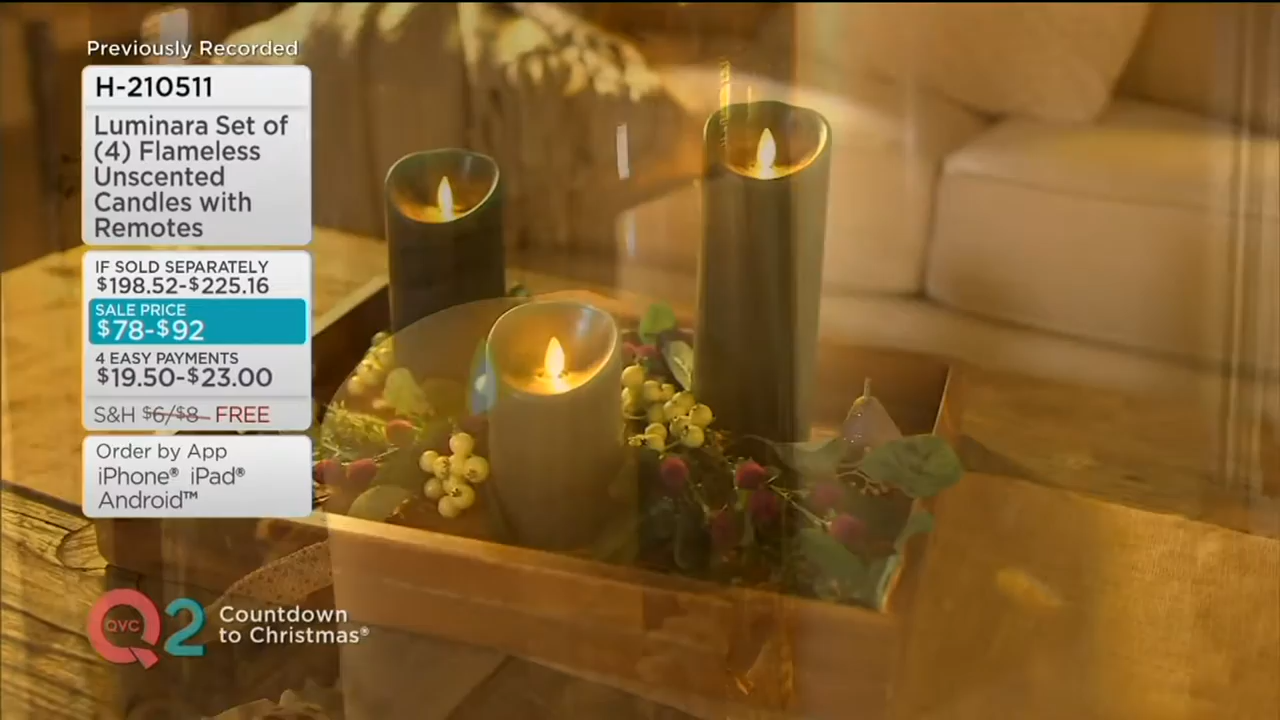 Previously Recorded
H-210511
Luminara Set of
(4) Flameless
Unscented
Candles with
Remotes
IF SOLD SEPARATELY
$198.52-$225.16
SALE PRICE
$78-$92
4 EASY PAYMENTS
$19.50-$23.00
S&H $6/$8 FREE
Order by App
iPhone® iPad®
Android™
QVC 2
Countdown
to Christmas®